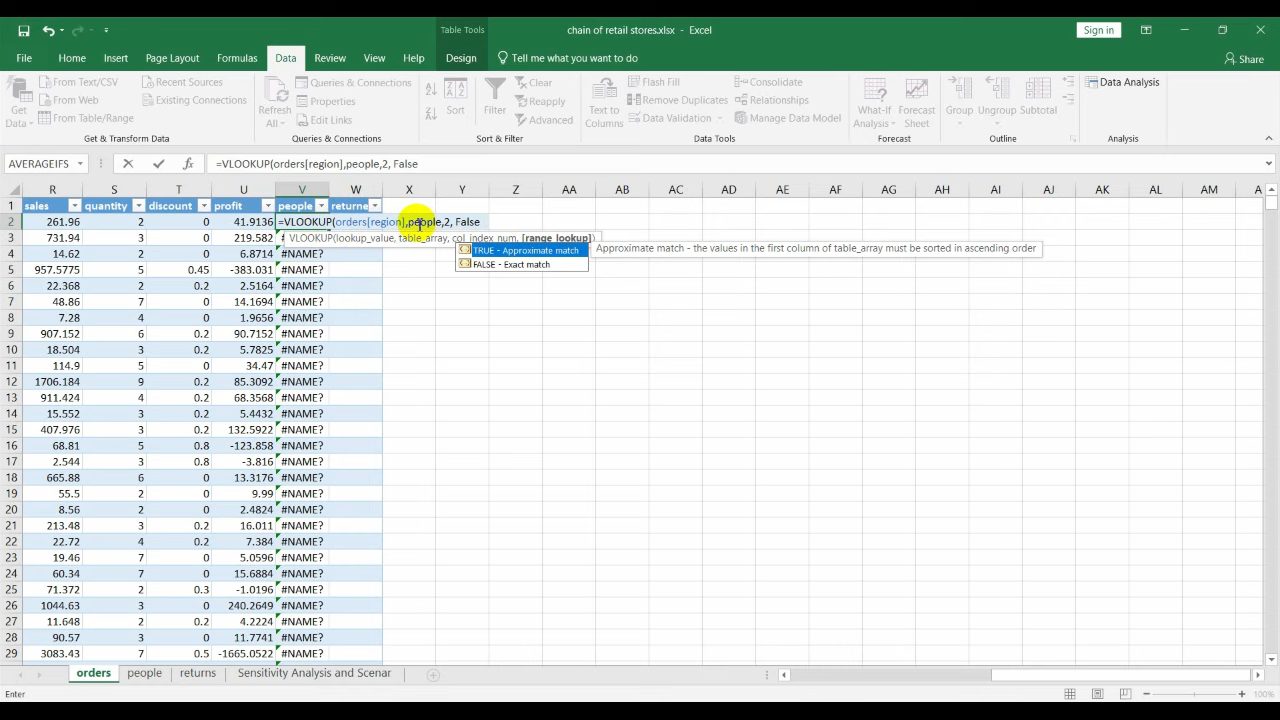 Table Tools
chain of retail stores.xlsx - Excel
Sign in
File Home Insert Page Layout Formulas Data Review View Help Design Tell me what you want to do Share
Get Data
From Text/CSV
From Web
From Table/Range
Recent Sources
Existing Connections
Get & Transform Data
Refresh All
Queries & Connections
Properties
Edit Links
Queries & Connections
Sort
Filter
Clear
Reapply
Advanced
Sort & Filter
Text to Columns
Flash Fill
Remove Duplicates
Data Validation
Consolidate
Relationships
Manage Data Model
Data Tools
What-If Analysis
Forecast Sheet
Forecast
Group
Ungroup
Subtotal
Outline
Data Analysis
Analysis
AVERAGEIFS fx =VLOOKUP(orders[region],people,2, False
R S T U V W X Y Z AA AB AC AD AE AF AG AH AI AJ AK AL A
1 sales quantity discount profit people returne
2 261.96 2 0 41.9136 =VLOOKUP(orders[region],people,2, False
VLOOKUP(lookup_value, table_array, col_index_num, [range_lookup])
TRUE - Approximate match
FALSE - Exact match
Approximate match - the values in the first column of table_array must be sorted in ascending order
3 731.94 3 0 219.582
4 14.62 2 0 6.8714 #NAME?
5 957.5775 5 0.45 -383.031 #NAME?
6 22.368 2 0.2 2.5164 #NAME?
7 48.86 7 0 14.1694 #NAME?
8 7.28 4 0 1.9656 #NAME?
9 907.152 6 0.2 90.7152 #NAME?
10 18.504 3 0.2 5.7825 #NAME?
11 114.9 5 0 34.47 #NAME?
12 1706.184 9 0.2 85.3092 #NAME?
13 911.424 4 0.2 68.3568 #NAME?
14 15.552 3 0.2 5.4432 #NAME?
15 407.976 3 0.2 132.5922 #NAME?
16 68.81 5 0.8 -123.858 #NAME?
17 2.544 3 0.8 -3.816 #NAME?
18 665.88 6 0 13.3176 #NAME?
19 55.5 2 0 9.99 #NAME?
20 8.56 2 0 2.4824 #NAME?
21 213.48 3 0.2 16.011 #NAME?
22 22.72 4 0.2 7.384 #NAME?
23 19.46 7 0 5.0596 #NAME?
24 60.34 7 0 15.6884 #NAME?
25 71.372 2 0.3 -1.0196 #NAME?
26 1044.63 3 0 240.2649 #NAME?
27 11.648 2 0.2 4.2224 #NAME?
28 90.57 3 0 11.7741 #NAME?
29 3083.43 7 0.5 -1665.0522 #NAME?
orders people returns Sensitivity Analysis and Scenar
Enter 100%